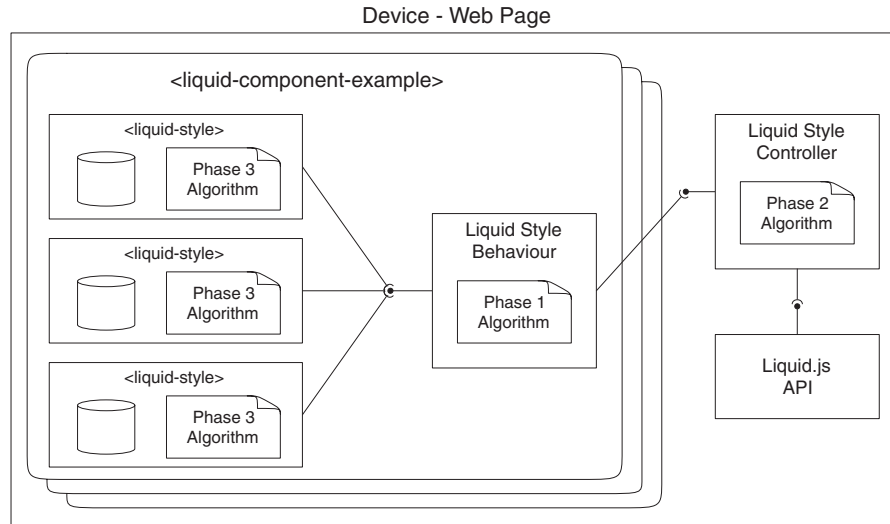 Device - Web Page
<liquid-component-example>
<liquid-style>
Phase 3
Algorithm
<liquid-style>
Phase 3
Algorithm
<liquid-style>
Phase 3
Algorithm
Liquid Style
Behaviour
Phase 1
Algorithm
Liquid Style
Controller
Phase 2
Algorithm
Liquid.js
API